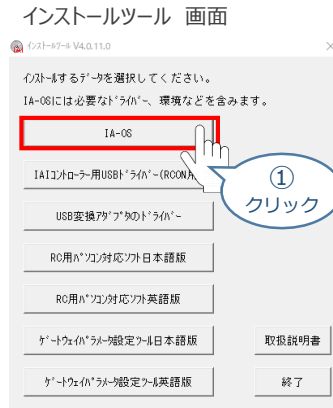 インストールツール 画面
ｲﾝｽﾄｰﾙﾂｰﾙ V4.0.11.0
ｲﾝｽﾄｰﾙするﾃﾞｰﾀを選択してください。
IA-OSには必要なﾄﾞﾗｲﾊﾞｰ、環境などを含みます。
IA-OS
IAIｺﾝﾄﾛｰﾗｰ用USBﾄﾞﾗｲﾊﾞｰ(RCON用
①
クリック
USB変換ｱﾀﾞﾌﾟﾀのﾄﾞﾗｲﾊﾞｰ
RC用ﾊﾟｿｺﾝ対応ｿﾌﾄ日本語版
RC用ﾊﾟｿｺﾝ対応ｿﾌﾄ英語版
ｹﾞｰﾄｳｪｲﾊﾟﾗﾒｰﾀ設定ﾂｰﾙ日本語版
取扱説明書
ｹﾞｰﾄｳｪｲﾊﾟﾗﾒｰﾀ設定ﾂｰﾙ英語版
終了